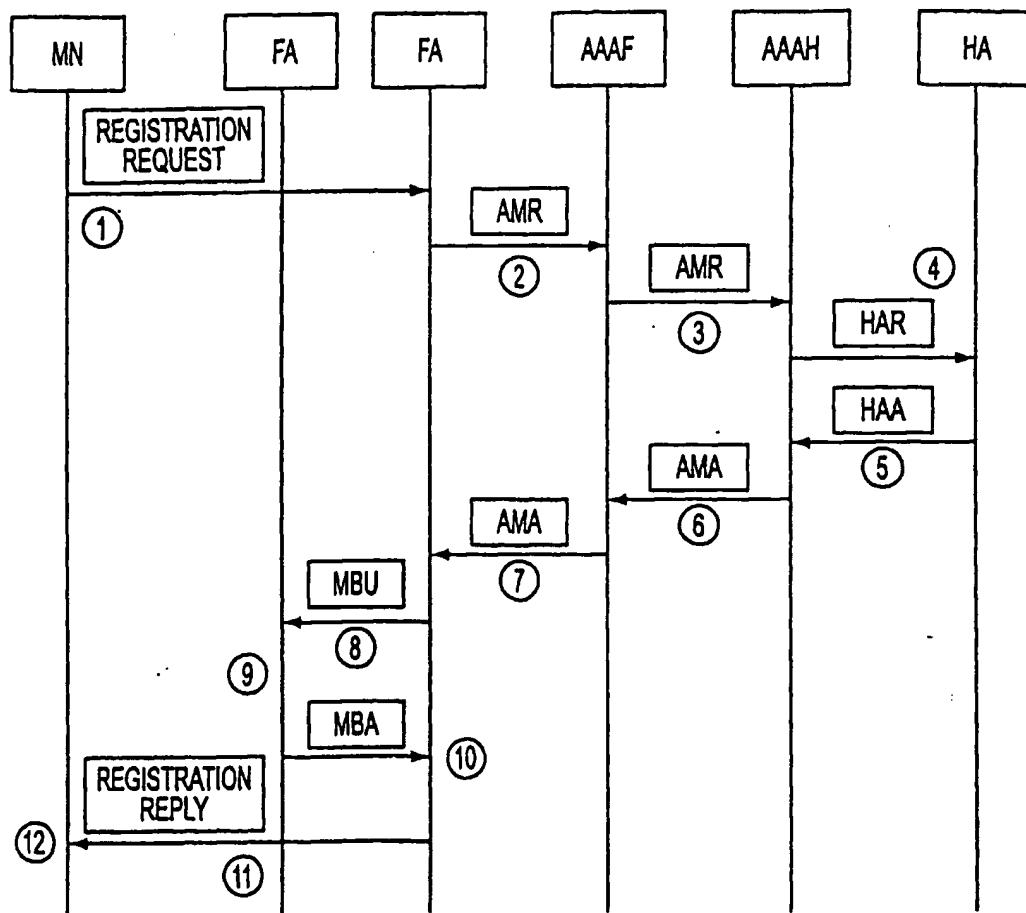 MN
FA
FA
AAAF
AAAH
HA
REGISTRATION
REQUEST
1
AMR
2
AMR
3
4
HAR
HAA
5
AMA
6
AMA
7
MBU
8
9
MBA
10
REGISTRATION
REPLY
12
11